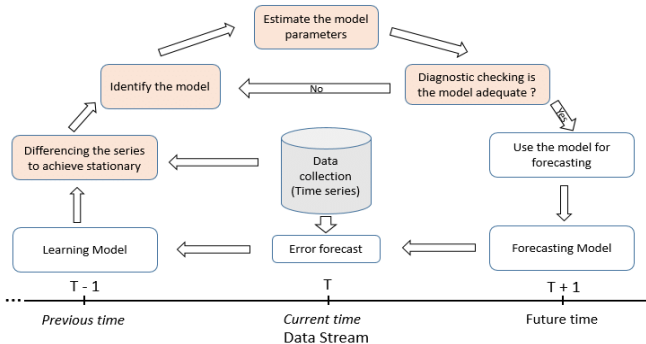 Estimate the model
parameters
Identify the model
No
Diagnostic checking is
the model adequate ?
Yes
Differencing the series
to achieve stationary
Data
collection
(Time series)
Use the model for
forecasting
Learning Model
Error forecast
Forecasting Model
T - 1
T
T + 1
...
Previous time
Current time
Future time
Data Stream